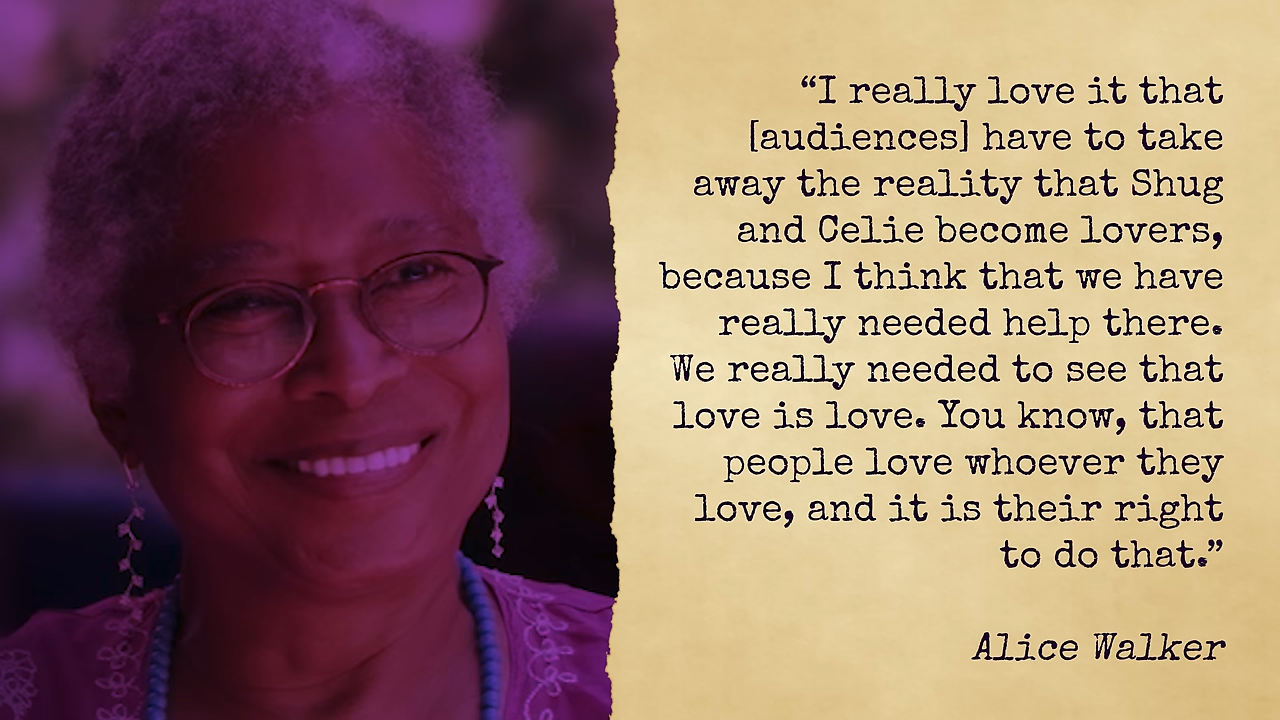 “I really love it that
[audiences] have to take
away the reality that Shug
and Celie become lovers,
because I think that we have
really needed help there.
We really needed to see that
love is love. You know, that
people love whoever they
love, and it is their right
to do that.”
Alice Walker